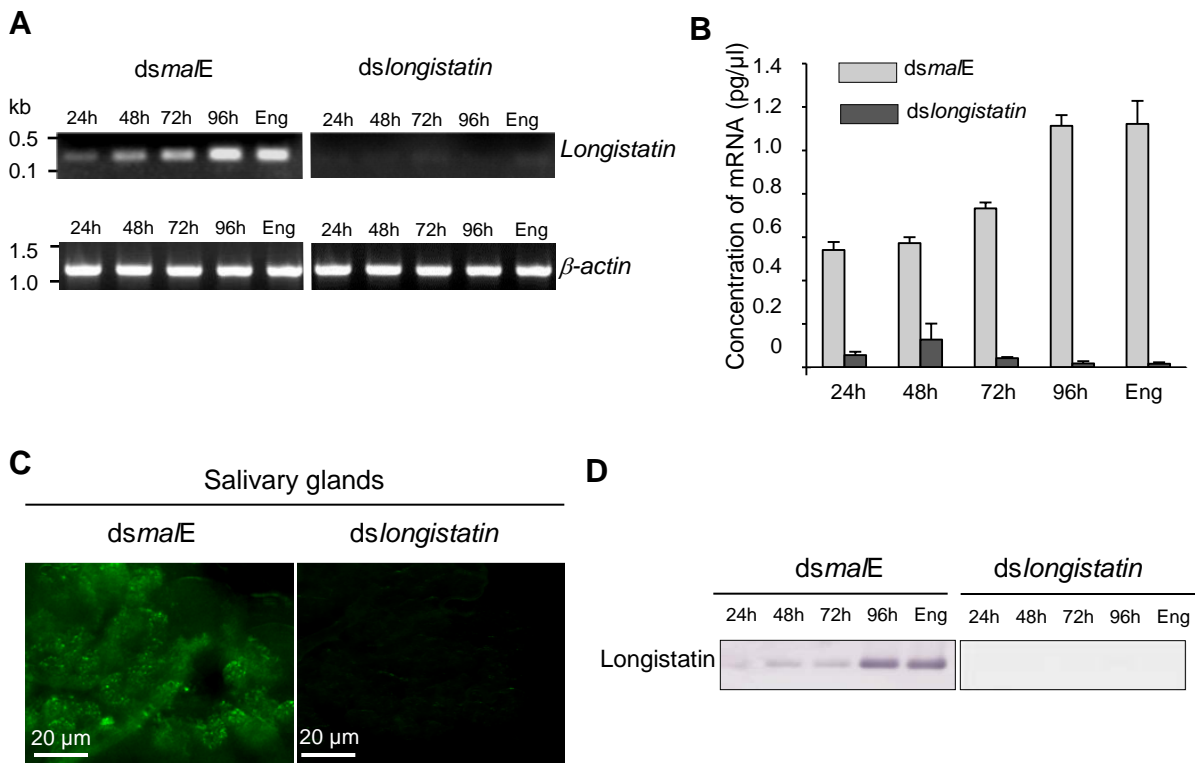 A
dsmalE dslongistatin
kb
24h 48h 72h 96h Eng 24h 48h 72h 96h Eng
0.5
0.1
Longistatin
24h 48h 72h 96h Eng 24h 48h 72h 96h Eng
1.5
1.0
β-actin
B
Concentration of mRNA (pg/µl)
1.4
1.2
1.0
0.8
0.6
0.4
0.2
0
dsmalE
dslongistatin
24h 48h 72h 96h Eng
C
Salivary glands
dsmalE dslongistatin
20 µm 20 µm
D
dsmalE dslongistatin
24h 48h 72h 96h Eng 24h 48h 72h 96h Eng
Longistatin